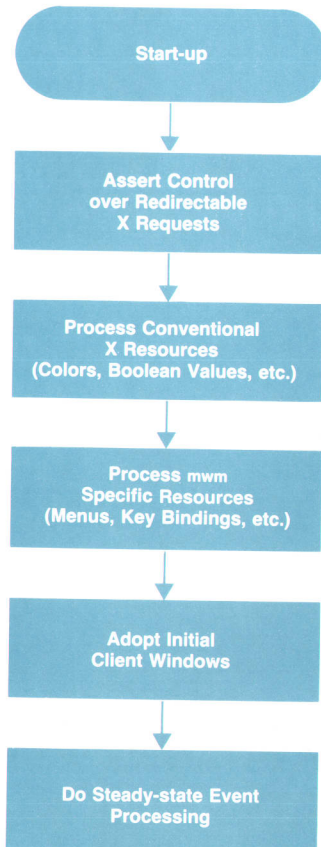 Start-up
Assert Control
over Redirectable
X Requests
Process Conventional
X Resources
(Colors, Boolean Values, etc.)
Process mwm
Specific Resources
(Menus, Key Bindings, etc.)
Adopt Initial
Client Windows
Do Steady-state Event
Processing